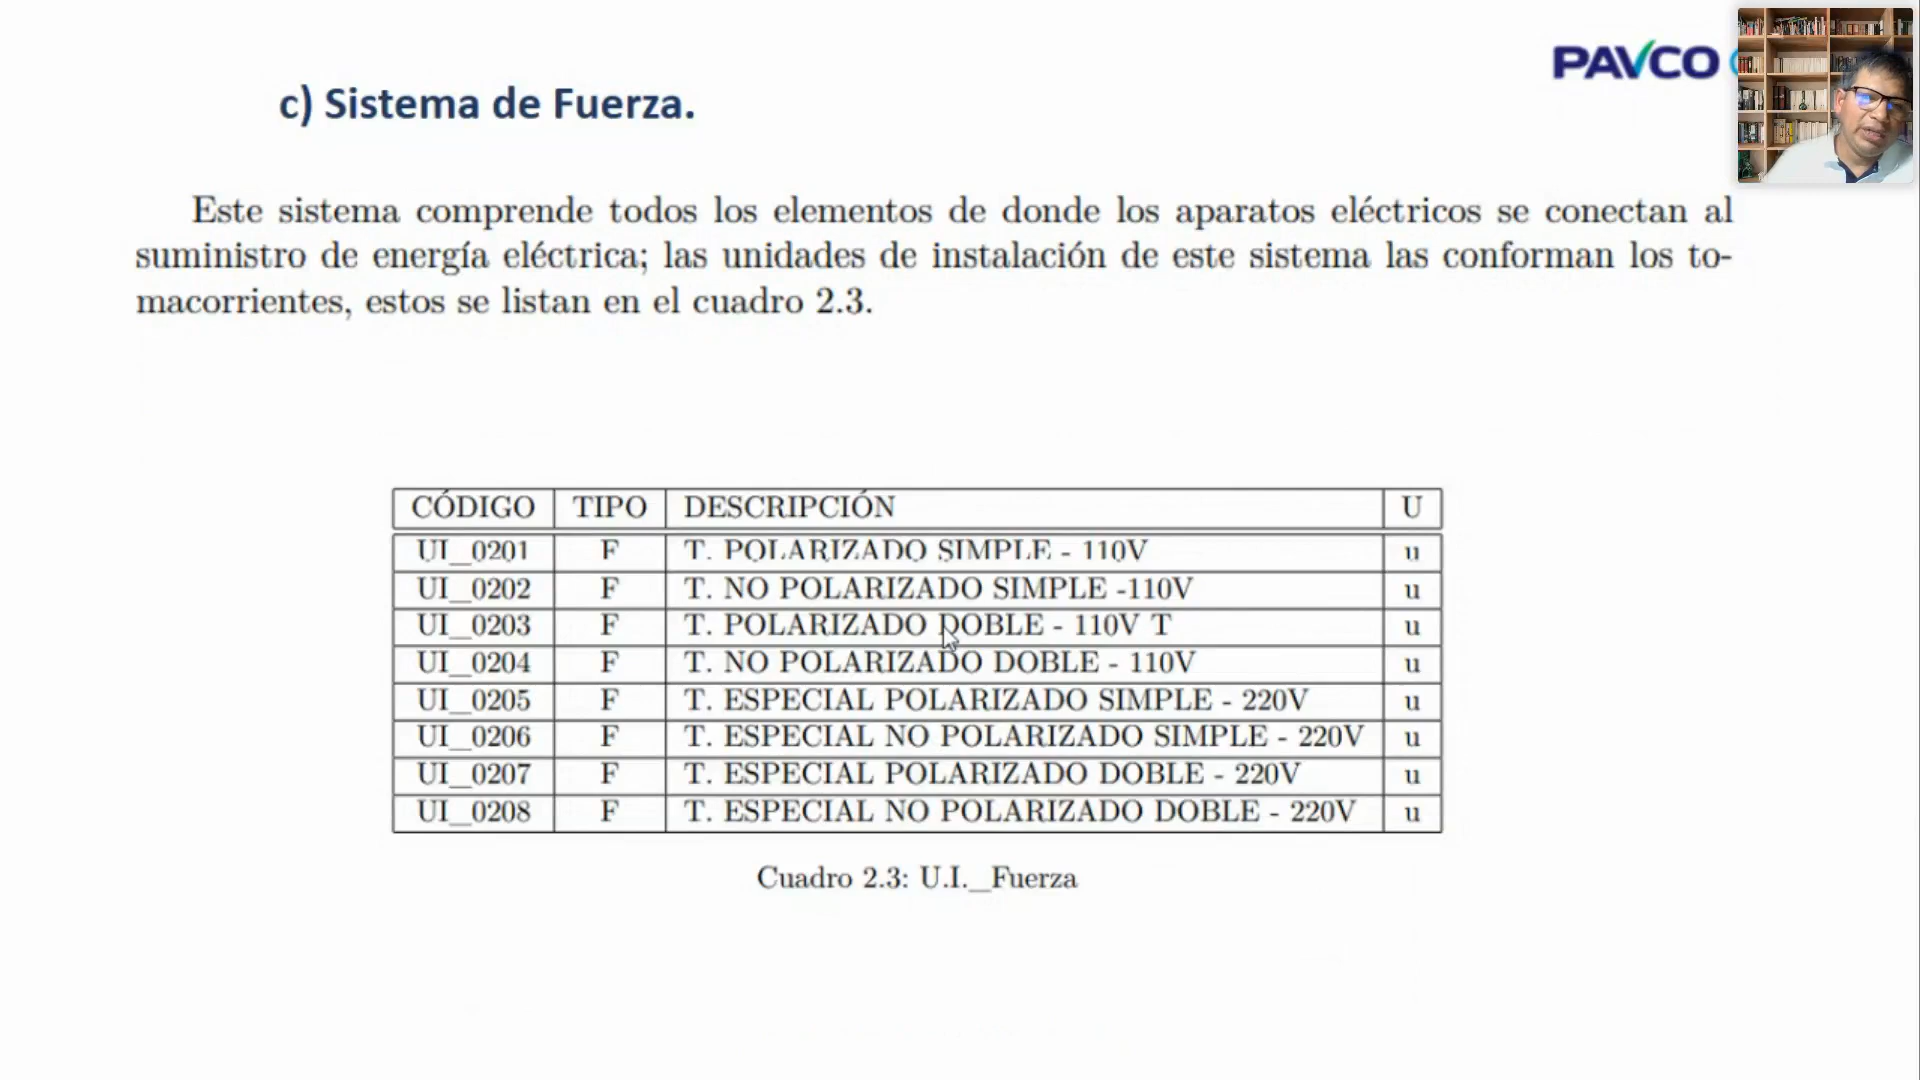 PAVCO
c) Sistema de Fuerza.
Este sistema comprende todos los elementos de donde los aparatos eléctricos se conectan al
suministro de energía eléctrica; las unidades de instalación de este sistema las conforman los to-
macorrientes, estos se listan en el cuadro 2.3.
CÓDIGO TIPO DESCRIPCIÓN U
UI_0201 F T. POLARIZADO SIMPLE - 110V u
UI_0202 F T. NO POLARIZADO SIMPLE -110V u
UI_0203 F T. POLARIZADO DOBLE - 110V T u
UI_0204 F T. NO POLARIZADO DOBLE - 110V u
UI_0205 F T. ESPECIAL POLARIZADO SIMPLE - 220V u
UI_0206 F T. ESPECIAL NO POLARIZADO SIMPLE - 220V u
UI_0207 F T. ESPECIAL POLARIZADO DOBLE - 220V u
UI_0208 F T. ESPECIAL NO POLARIZADO DOBLE - 220V u
Cuadro 2.3: U.I._Fuerza